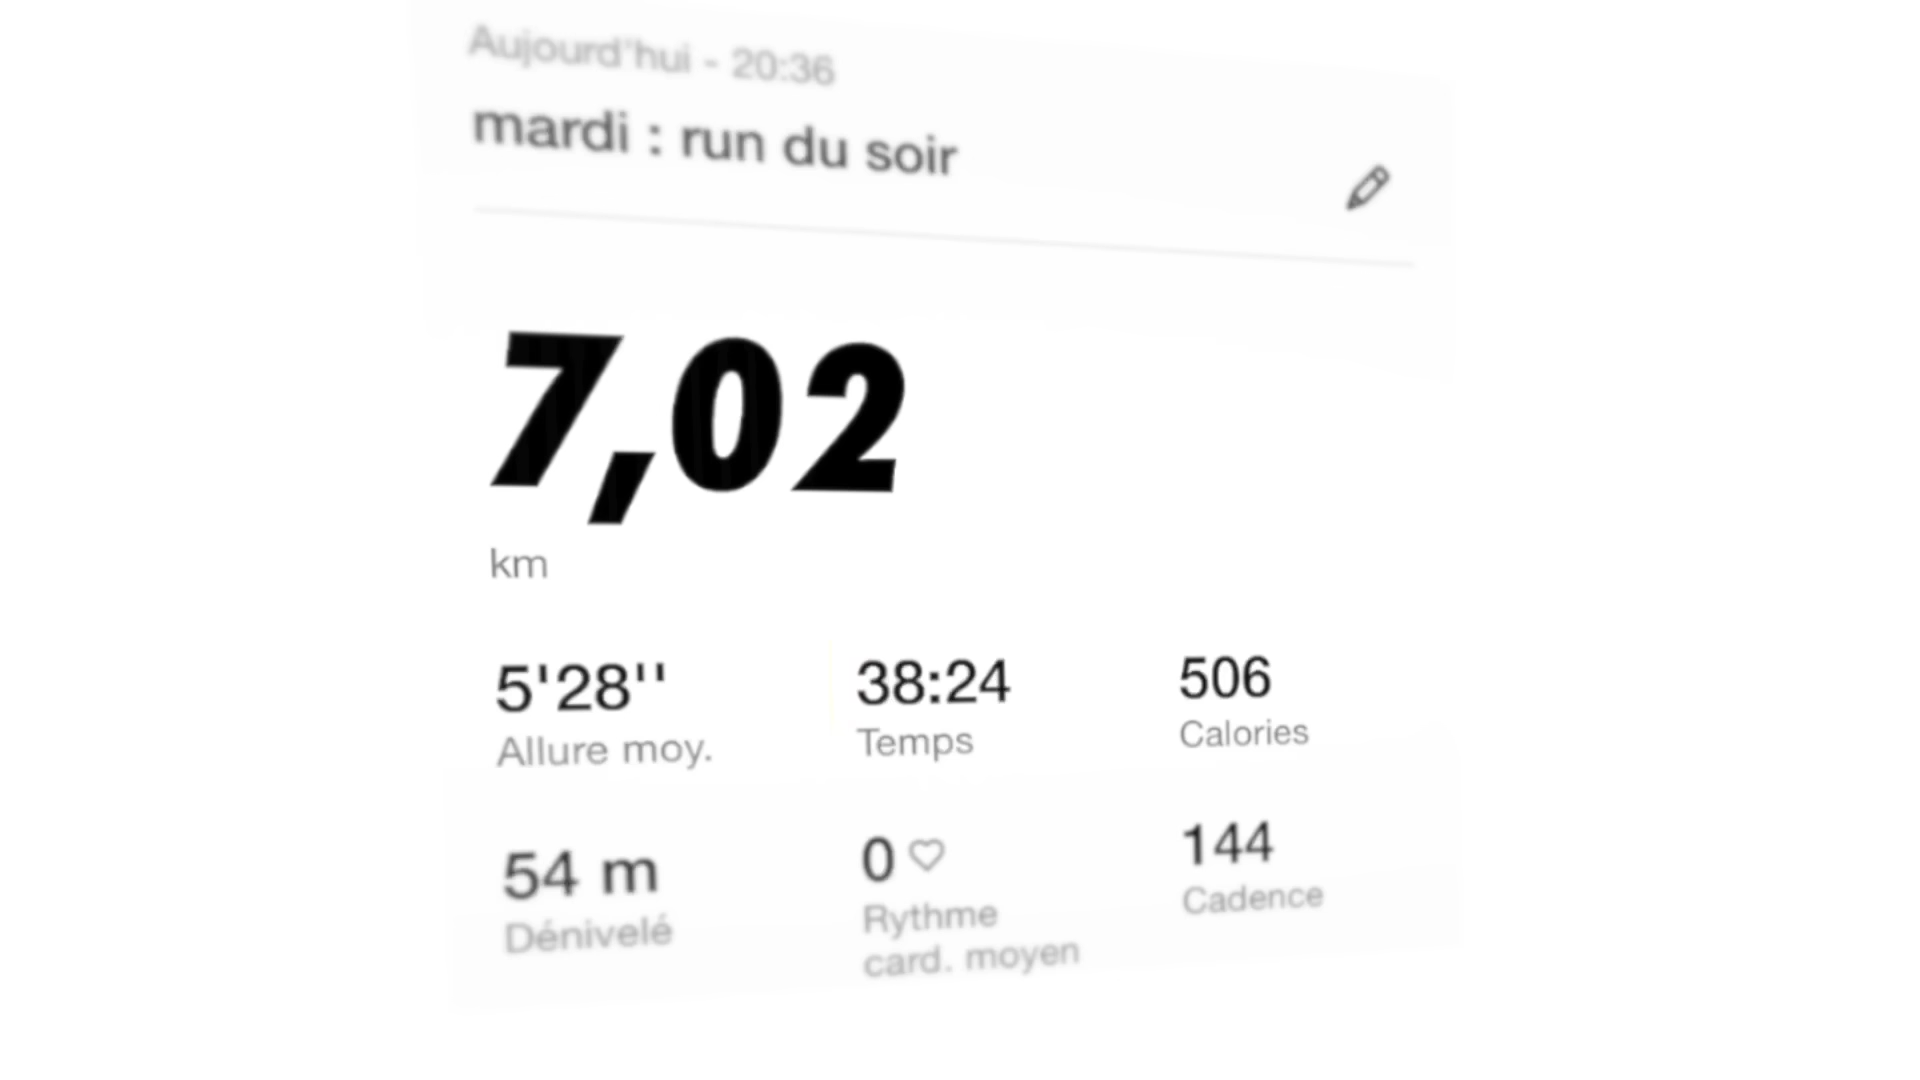 Aujourd'hui - 20:36
mardi : run du soir
7,02
km
5'28'' 38:24 506
Allure moy. Temps Calories
54 m 0 144
Dénivelé Rythme Cadence
card. moyen